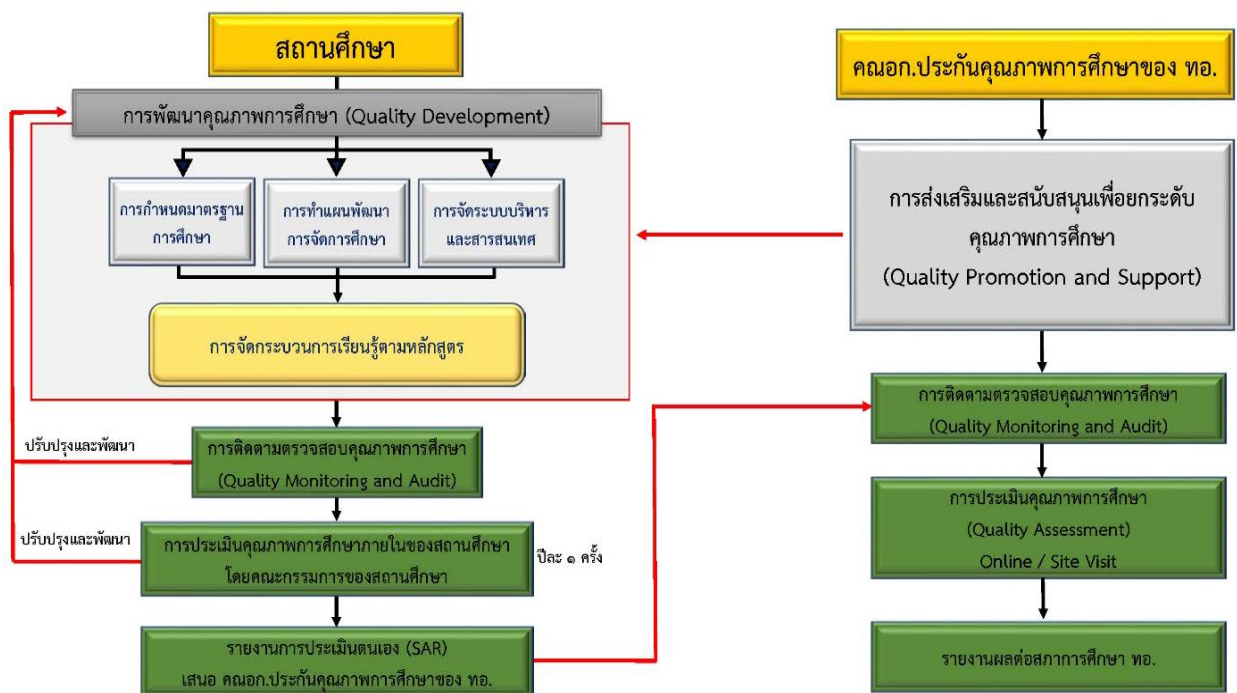 สถานศึกษา
การพัฒนาคุณภาพการศึกษา (Quality Development)
การกำหนดมาตรฐาน
การศึกษา
การทำแผนพัฒนา
การจัดการศึกษา
การจัดระบบบริหาร
และสารสนเทศ
การจัดกระบวนการเรียนรู้ตามหลักสูตร
ปรับปรุงและพัฒนา
การติดตามตรวจสอบคุณภาพการศึกษา
(Quality Monitoring and Audit)
ปรับปรุงและพัฒนา
การประเมินคุณภาพการศึกษาภายในของสถานศึกษา
โดยคณะกรรมการของสถานศึกษา
ปีละ ๑ ครั้ง
รายงานการประเมินตนเอง (SAR)
เสนอ คณอก.ประกันคุณภาพการศึกษาของ ทอ.
คณอก.ประกันคุณภาพการศึกษาของ ทอ.
การส่งเสริมและสนับสนุนเพื่อยกระดับ
คุณภาพการศึกษา
(Quality Promotion and Support)
การติดตามตรวจสอบคุณภาพการศึกษา
(Quality Monitoring and Audit)
การประเมินคุณภาพการศึกษา
(Quality Assessment)
Online / Site Visit
รายงานผลต่อสภาการศึกษา ทอ.